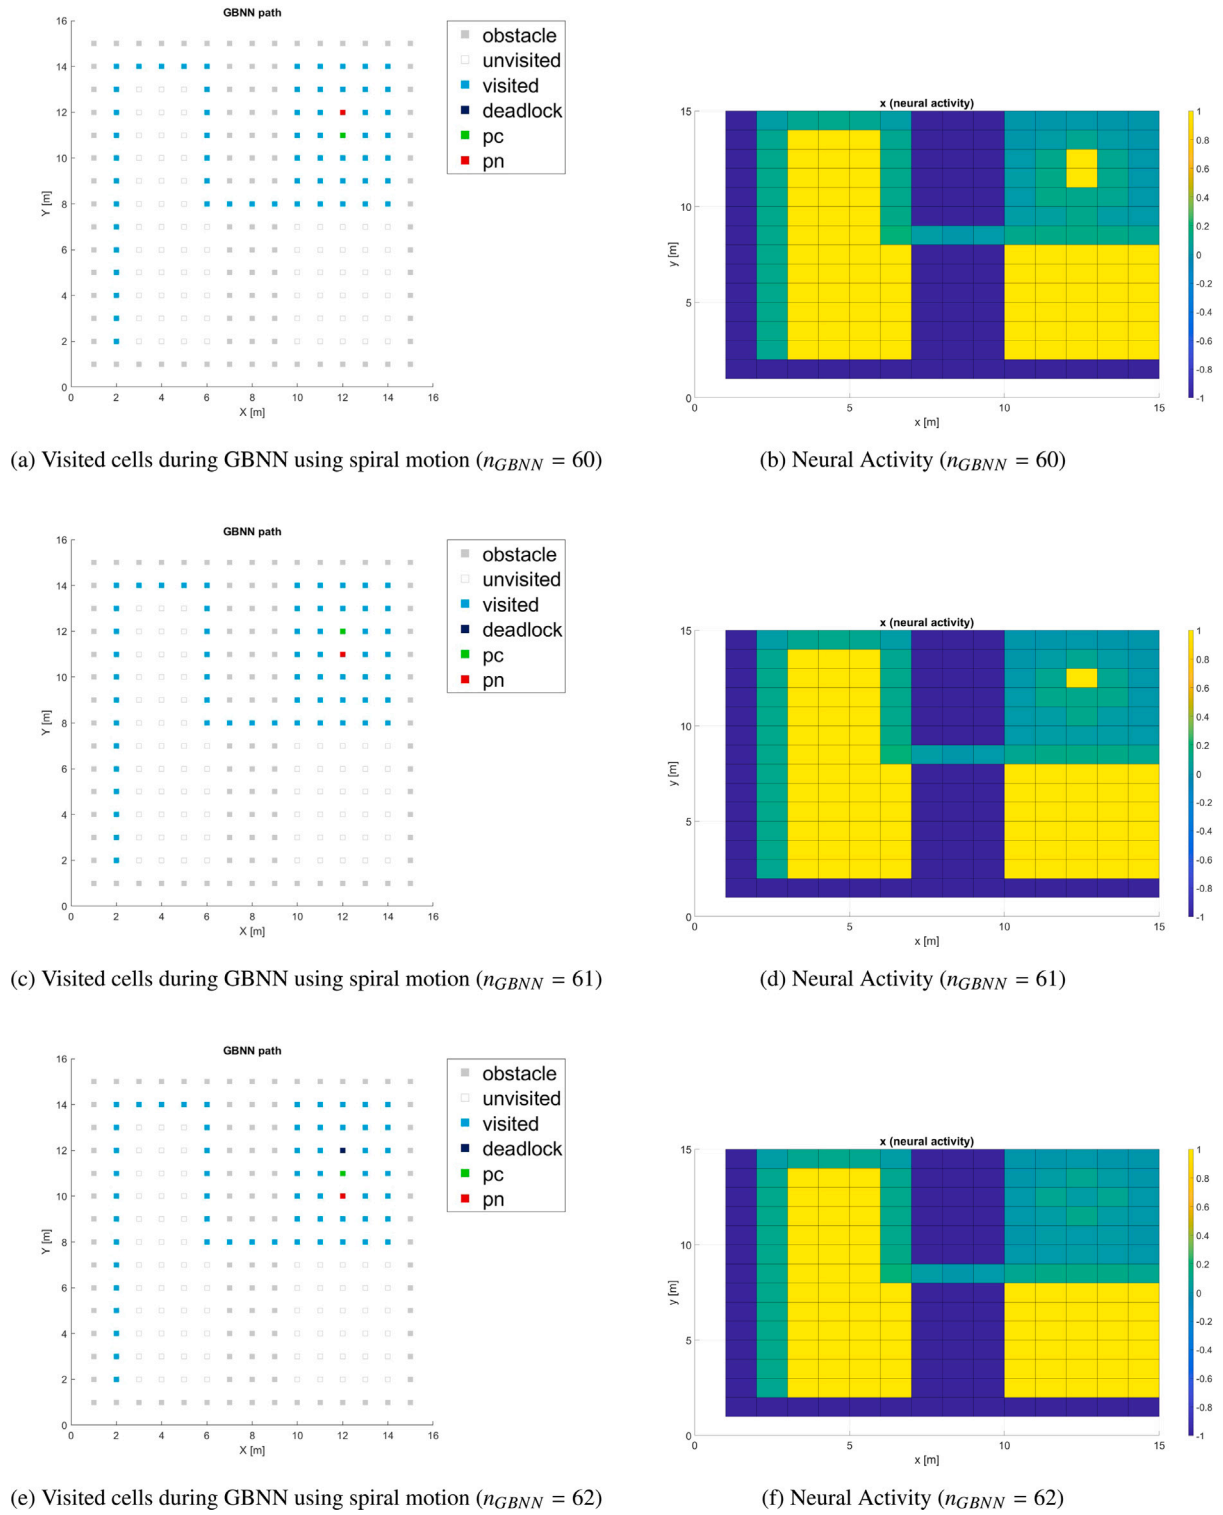 GBNN path
16
14
12
10
8
6
4
2
0
Y [m]
0 2 4 6 8 10 12 14 16
X [m]
obstacle
unvisited
visited
deadlock
pc
pn
x (neural activity)
15
10
5
0
y [m]
0 5 10 15
x [m]
1
0.8
0.6
0.4
0.2
0
-0.2
-0.4
-0.6
-0.8
-1
(a) Visited cells during GBNN using spiral motion (nGBNN = 60)
(b) Neural Activity (nGBNN = 60)
GBNN path
16
14
12
10
8
6
4
2
0
Y [m]
0 2 4 6 8 10 12 14 16
X [m]
obstacle
unvisited
visited
deadlock
pc
pn
x (neural activity)
15
10
5
0
y [m]
0 5 10 15
x [m]
1
0.8
0.6
0.4
0.2
0
-0.2
-0.4
-0.6
-0.8
-1
(c) Visited cells during GBNN using spiral motion (nGBNN = 61)
(d) Neural Activity (nGBNN = 61)
GBNN path
16
14
12
10
8
6
4
2
0
Y [m]
0 2 4 6 8 10 12 14 16
X [m]
obstacle
unvisited
visited
deadlock
pc
pn
x (neural activity)
15
10
5
0
y [m]
0 5 10 15
x [m]
1
0.8
0.6
0.4
0.2
0
-0.2
-0.4
-0.6
-0.8
-1
(e) Visited cells during GBNN using spiral motion (nGBNN = 62)
(f) Neural Activity (nGBNN = 62)